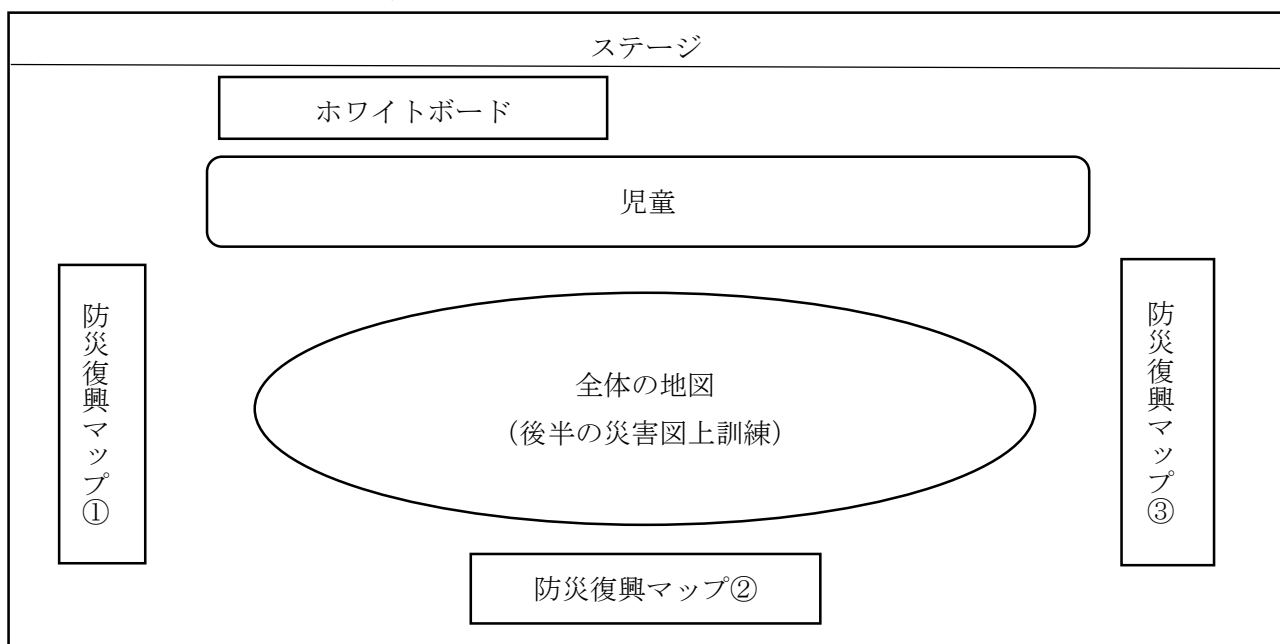 ステージ
ホワイトボード
児童
防災復興マップ①
全体の地図
（後半の災害図上訓練）
防災復興マップ③
防災復興マップ②